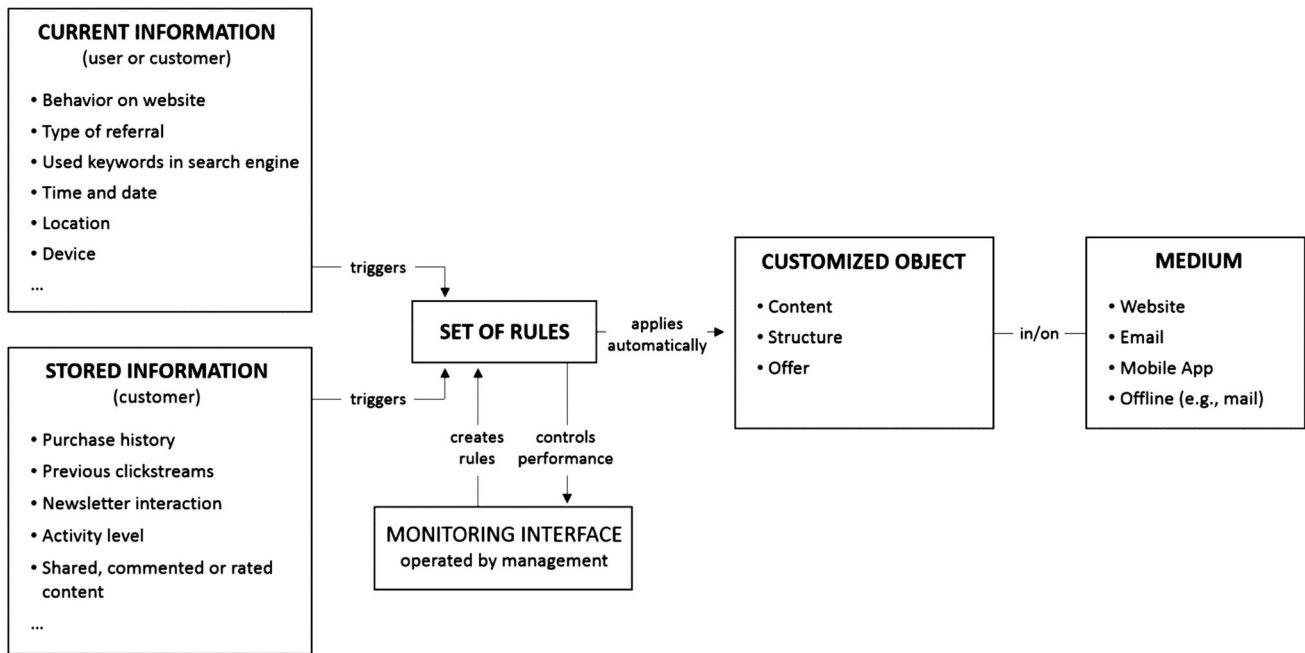 CURRENT INFORMATION
(user or customer)
• Behavior on website
• Type of referral
• Used keywords in search engine
• Time and date
• Location
• Device
...
STORED INFORMATION
(customer)
• Purchase history
• Previous clickstreams
• Newsletter interaction
• Activity level
• Shared, commented or rated
content
...
triggers
triggers
SET OF RULES
creates
rules
controls
performance
MONITORING INTERFACE
operated by management
applies
automatically
CUSTOMIZED OBJECT
• Content
• Structure
• Offer
in/on
MEDIUM
• Website
• Email
• Mobile App
• Offline (e.g., mail)